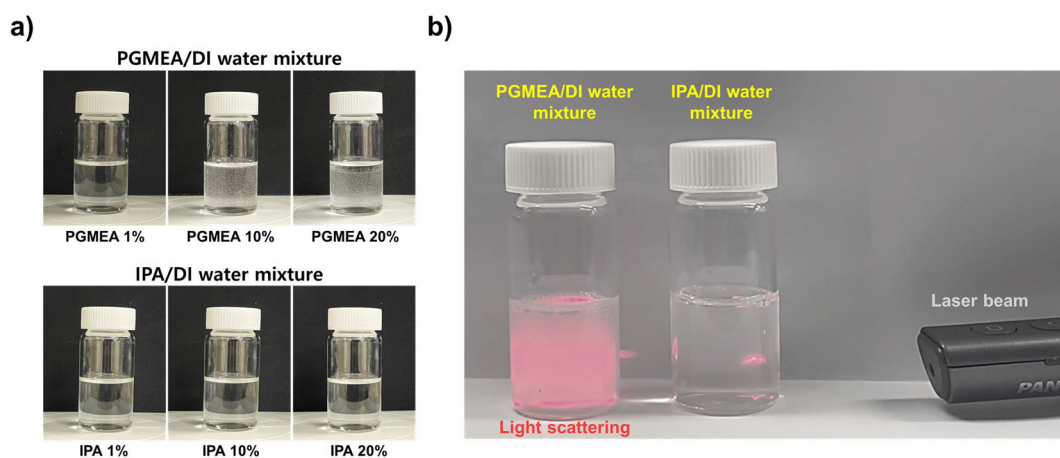 a)
PGMEA/DI water mixture
PGMEA 1%
PGMEA 10%
PGMEA 20%
IPA/DI water mixture
IPA 1%
IPA 10%
IPA 20%
b)
PGMEA/DI water
mixture
IPA/DI water
mixture
Laser beam
Light scattering